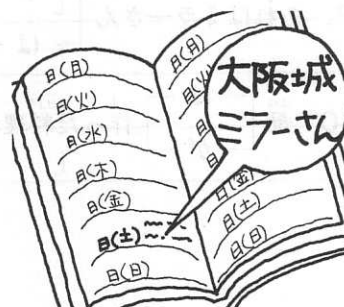 日(月)
日(火)
日(水)
日(木)
日(金)
日(土)
日(日)
日(月)
日(火
日
日(金)
日(土)
日(日)
大阪城
ミラーさん